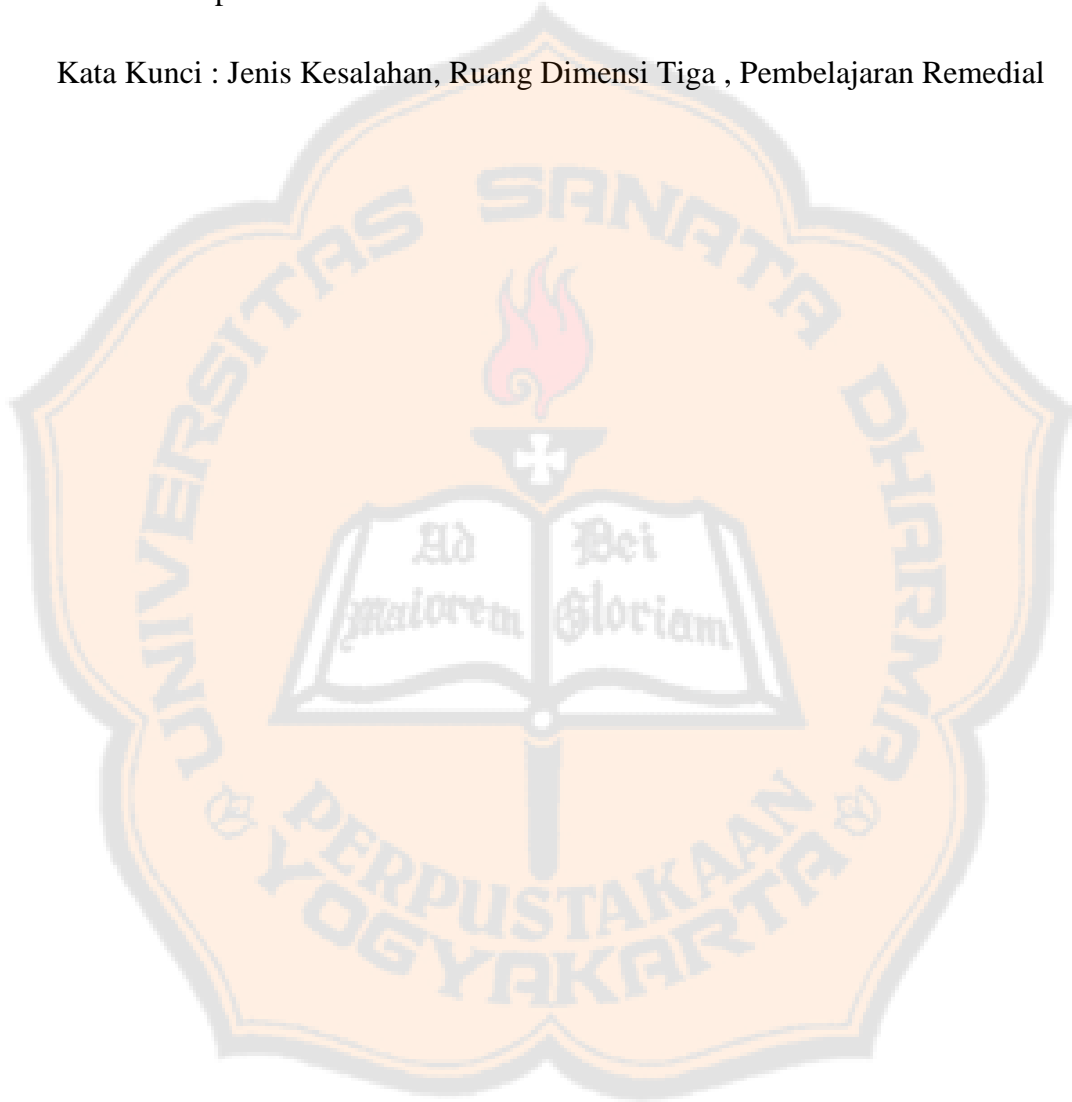 Kata Kunci : Jenis Kesalahan, Ruang Dimensi Tiga , Pembelajaran Remedial
UNIVERSITAS SANATA DHARMA
Ad Dei
Maiorem Gloriam
PERPUSTAKAAN
YOGYAKARTA